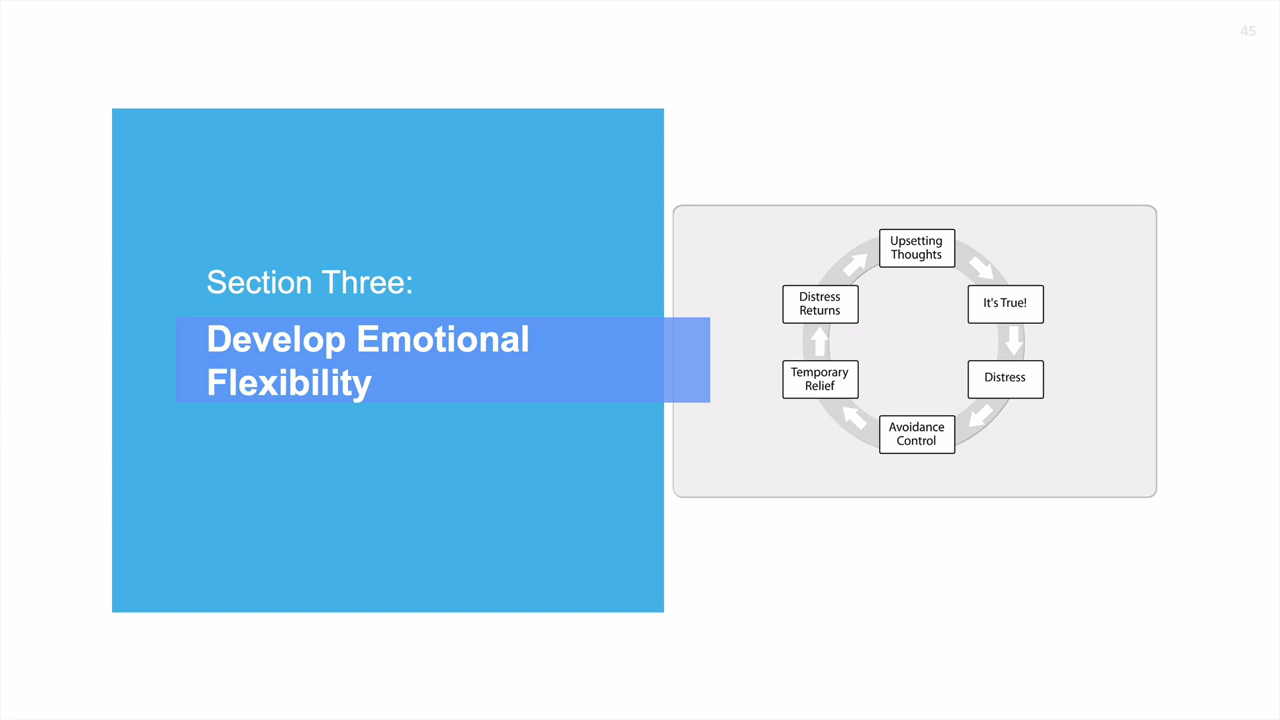 45
Section Three:
Develop Emotional
Flexibility
Upsetting
Thoughts
It's True!
Distress
Avoidance
Control
Temporary
Relief
Distress
Returns